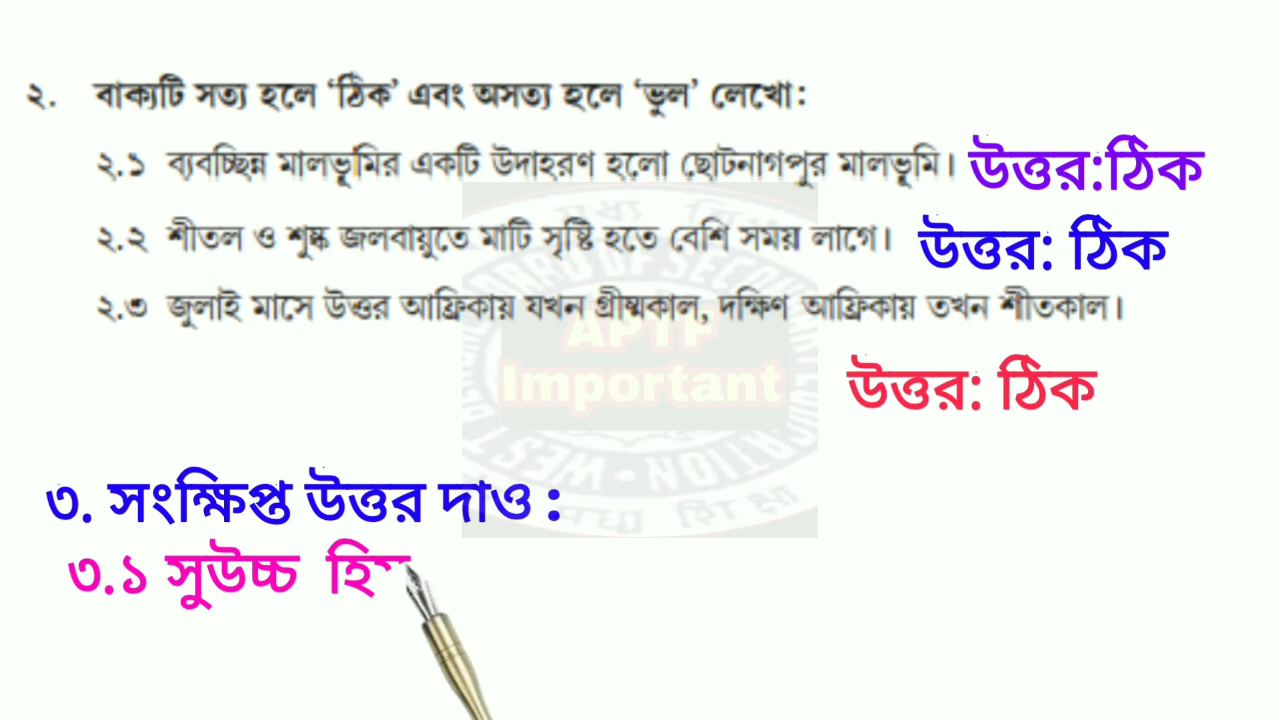 ২. বাক্যটি সত্য হলে ‘ঠিক’ এবং অসত্য হলে ‘ভুল’ লেখো:
২.১ ব্যবচ্ছিন্ন মালভূমির একটি উদাহরণ হলো ছোটনাগপুর মালভূমি। উত্তর:ঠিক
২.২ শীতল ও শুষ্ক জলবায়ুতে মাটি সৃষ্টি হতে বেশি সময় লাগে। উত্তর: ঠিক
২.৩ জুলাই মাসে উত্তর আফ্রিকায় যখন গ্রীষ্মকাল, দক্ষিণ আফ্রিকায় তখন শীতকাল।
APTF
Important
উত্তর: ঠিক
৩. সংক্ষিপ্ত উত্তর দাও :
৩.১ সুউচ্চ